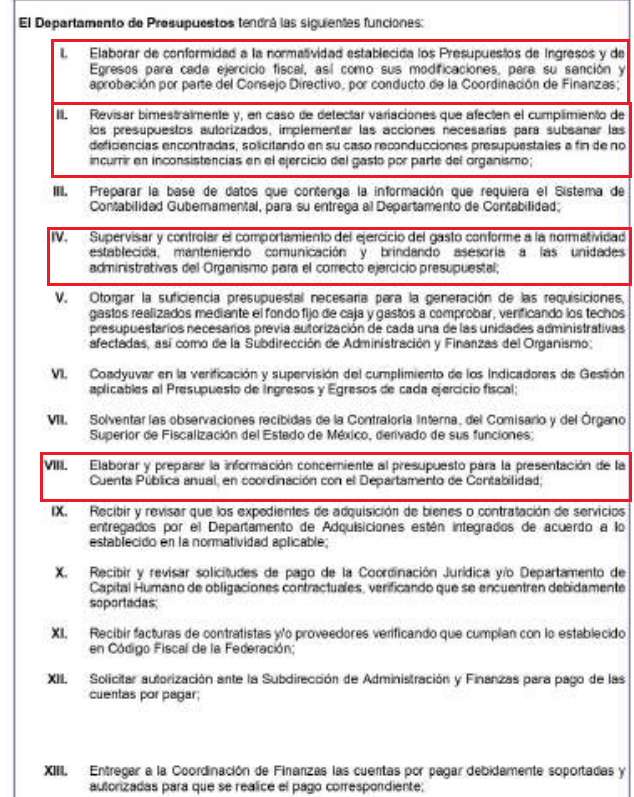 El Departamento de Presupuestos tendrá las siguientes funciones:
I. Elaborar de conformidad a la normatividad establecida los Presupuestos de Ingresos y de
Egresos para cada ejercicio fiscal, así como sus modificaciones, para su sanción y
aprobación por parte del Consejo Directivo, por conducto de la Coordinación de Finanzas;
II. Revisar bimestralmente y, en caso de detectar variaciones que afecten el cumplimiento de
los presupuestos autorizados, implementar las acciones necesarias para subsanar las
deficiencias encontradas, solicitando en su caso reconducciones presupuestales a fin de no
incurrir en inconsistencias en el ejercicio del gasto por parte del organismo;
III. Preparar la base de datos que contenga la información que requiera el Sistema de
Contabilidad Gubernamental, para su entrega al Departamento de Contabilidad;
IV. Supervisar y controlar el comportamiento del ejercicio del gasto conforme a la normatividad
establecida, manteniendo comunicación y brindando asesoría a las unidades
administrativas del Organismo para el correcto ejercicio presupuestal;
V. Otorgar la suficiencia presupuestal necesaria para la generación de las requisiciones,
gastos realizados mediante el fondo fijo de caja y gastos a comprobar, verificando los techos
presupuestarios necesarios previa autorización de cada una de las unidades administrativas
afectadas, así como de la Subdirección de Administración y Finanzas del Organismo;
VI. Coadyuvar en la verificación y supervisión del cumplimiento de los Indicadores de Gestión
aplicables al Presupuesto de Ingresos y Egresos de cada ejercicio fiscal;
VII. Solventar las observaciones recibidas de la Contraloría Interna, del Comisario y del Órgano
Superior de Fiscalización del Estado de México, derivado de sus funciones;
VIII. Elaborar y preparar la información concerniente al presupuesto para la presentación de la
Cuenta Pública anual, en coordinación con el Departamento de Contabilidad;
IX. Recibir y revisar que los expedientes de adquisición de bienes o contratación de servicios
entregados por el Departamento de Adquisiciones estén integrados de acuerdo a lo
establecido en la normatividad aplicable;
X. Recibir y revisar solicitudes de pago de la Coordinación Jurídica y/o Departamento de
Capital Humano de obligaciones contractuales, verificando que se encuentren debidamente
soportadas;
XI. Recibir facturas de contratistas y/o proveedores verificando que cumplan con lo establecido
en Código Fiscal de la Federación;
XII. Solicitar autorización ante la Subdirección de Administración y Finanzas para pago de las
cuentas por pagar;
XIII. Entregar a la Coordinación de Finanzas las cuentas por pagar debidamente soportadas y
autorizadas para que se realice el pago correspondiente;